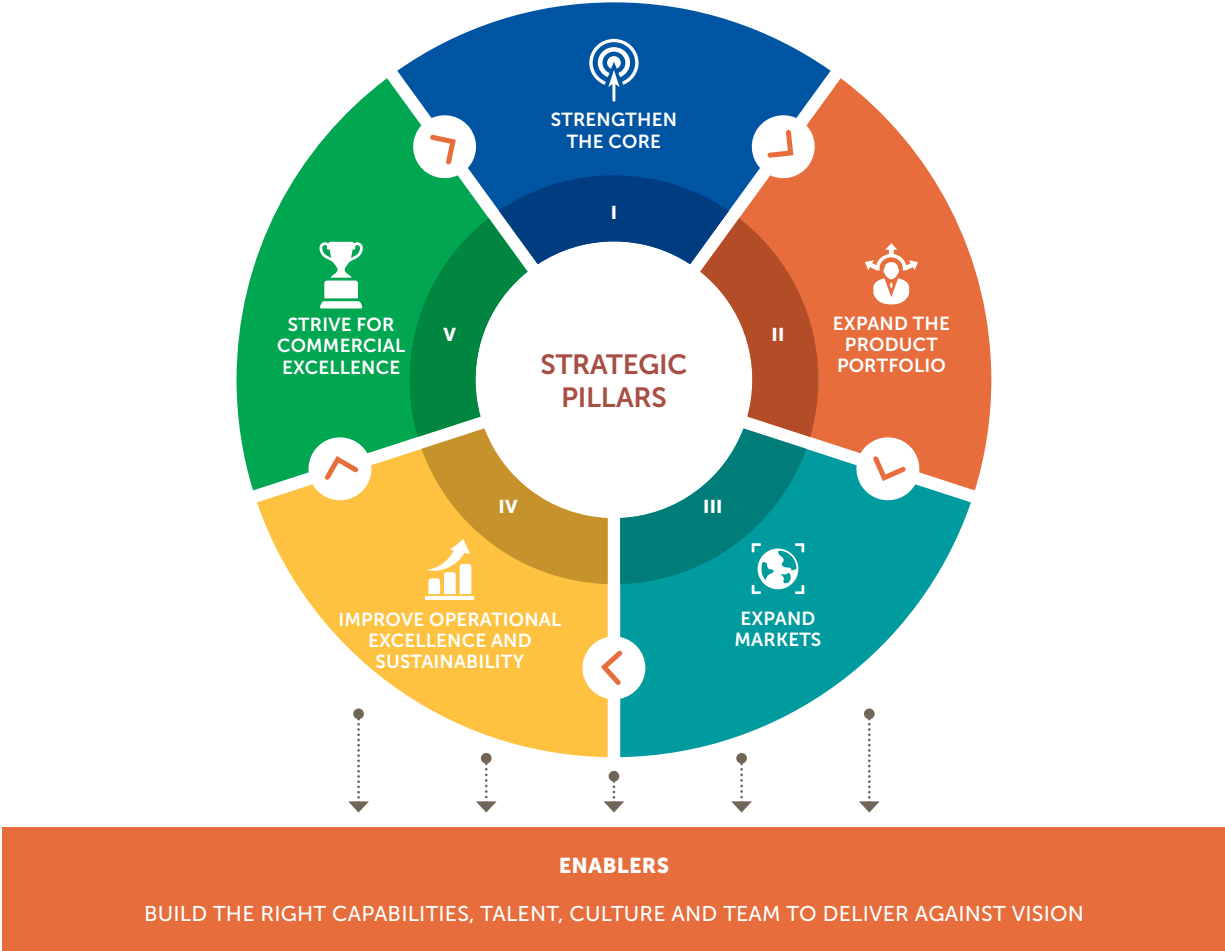 STRENGTHEN
THE CORE
I
EXPAND THE
PRODUCT
PORTFOLIO
II
EXPAND
MARKETS
III
IMPROVE OPERATIONAL
EXCELLENCE AND
SUSTAINABILITY
IV
STRIVE FOR
COMMERCIAL
EXCELLENCE
V
STRATEGIC
PILLARS
ENABLERS
BUILD THE RIGHT CAPABILITIES, TALENT, CULTURE AND TEAM TO DELIVER AGAINST VISION